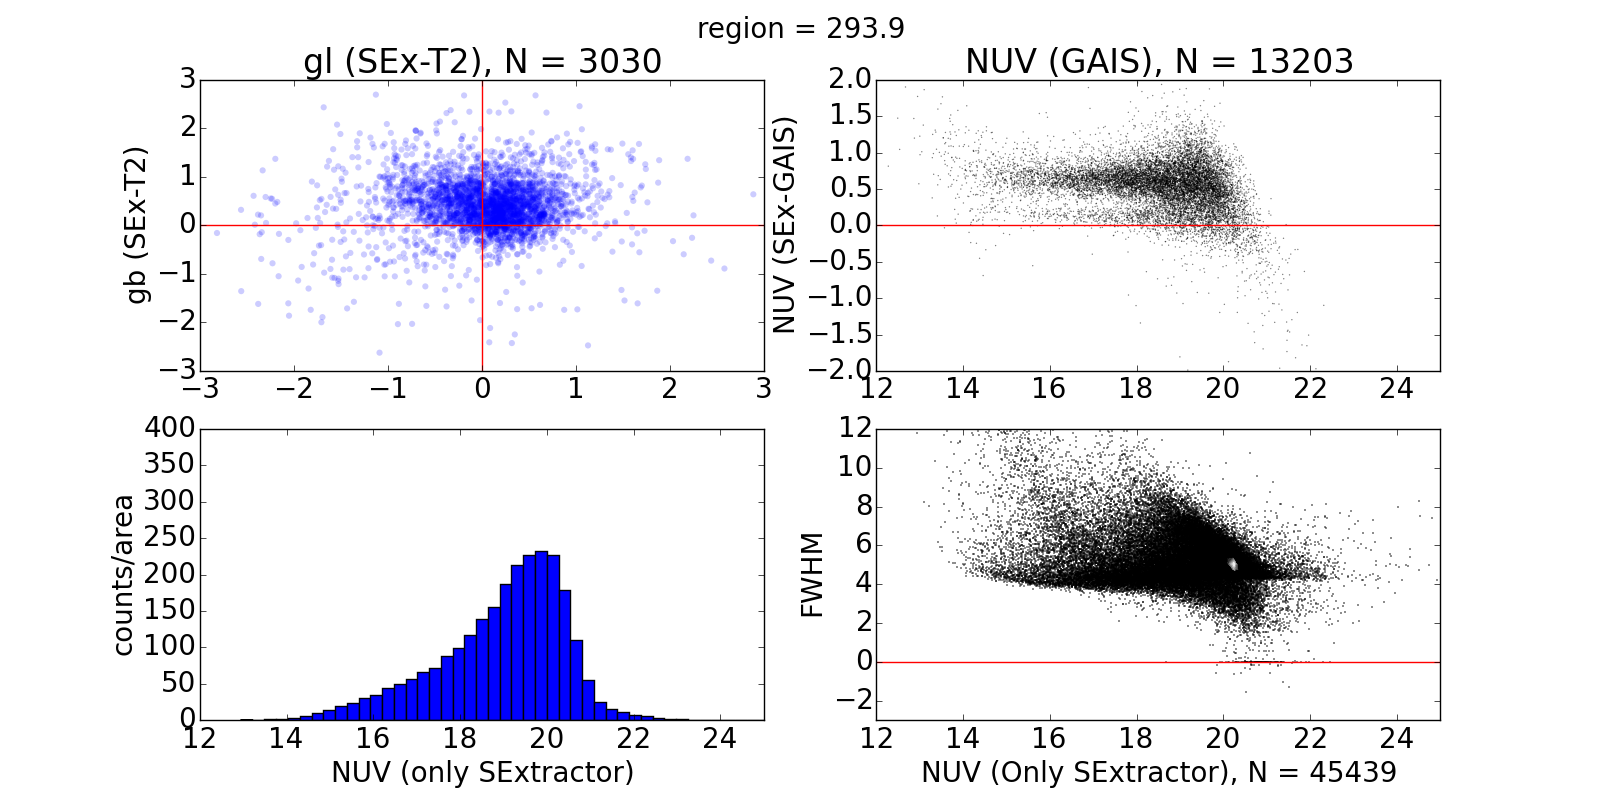 region = 293.9
gl (SEx-T2), N = 3030
NUV (GAIS), N = 13203
gb (SEx-T2)
3
2
1
0
−1
−2
−3
−3 −2 −1 0 1 2 3
NUV (SEx-GAIS)
2.0
1.5
1.0
0.5
0.0
−0.5
−1.0
−1.5
−2.0
12 14 16 18 20 22 24
counts/area
400
350
300
250
200
150
100
50
0
12 14 16 18 20 22 24
NUV (only SExtractor)
FWHM
12
10
8
6
4
2
0
−2
12 14 16 18 20 22 24
NUV (Only SExtractor), N = 45439